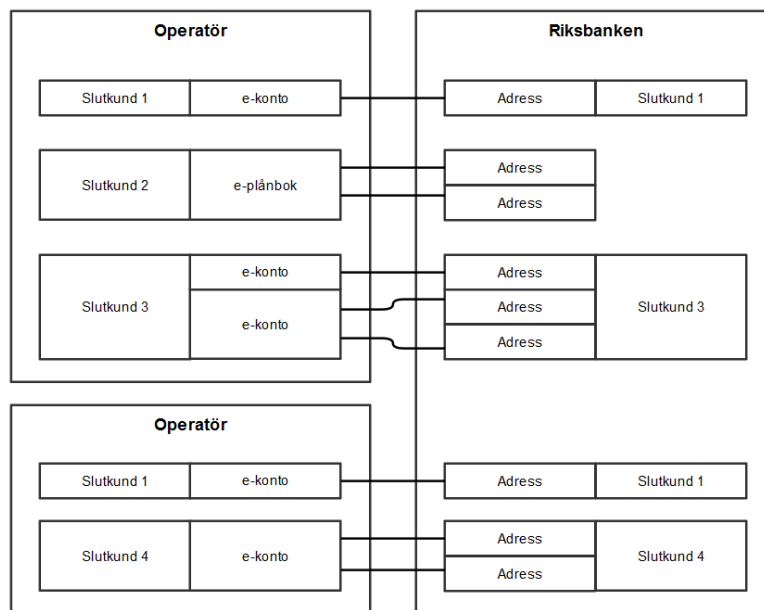 Operatör
Riksbanken
Slutkund 1 e-konto Adress Slutkund 1
Slutkund 2 e-plånbok Adress
Adress
Slutkund 3 e-konto Adress Slutkund 3
e-konto Adress
Adress
Operatör
Slutkund 1 e-konto Adress Slutkund 1
Slutkund 4 e-konto Adress Slutkund 4
Adress